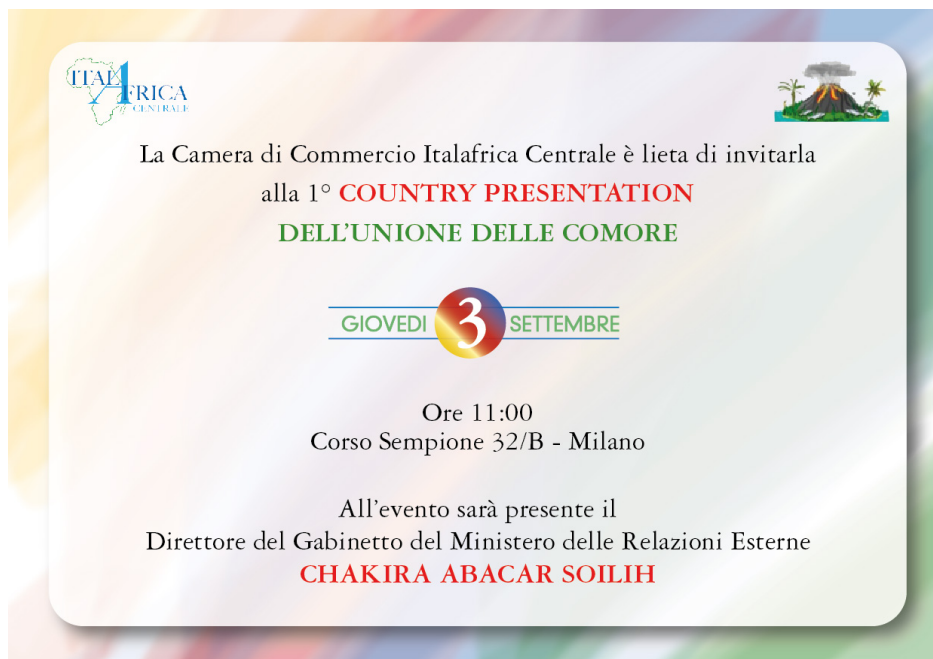 ITALAFRICA
CENTRALE
La Camera di Commercio Italafrica Centrale è lieta di invitarla
alla 1° COUNTRY PRESENTATION
DELL'UNIONE DELLE COMORE
GIOVEDI 3 SETTEMBRE
Ore 11:00
Corso Sempione 32/B - Milano
All'evento sarà presente il
Direttore del Gabinetto del Ministero delle Relazioni Esterne
CHAKIRA ABACAR SOILIH